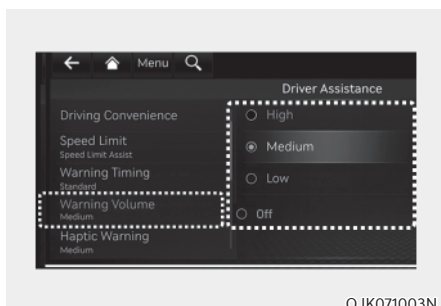 Menu
Driver Assistance
Driving Convenience
Speed Limit
Speed Limit Assist
Warning Timing
Standard
Warning Volume
Medium
Haptic Warning
Medium
High
Medium
Low
Off
OJK071003N